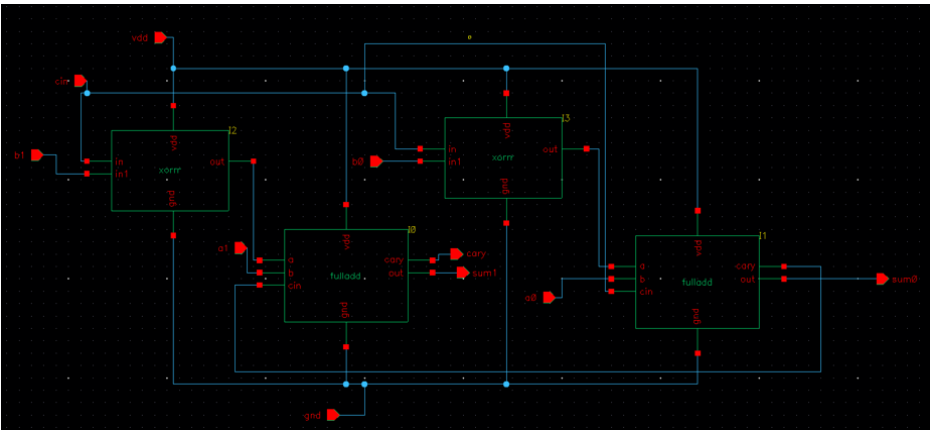 vdd
cin
I2
vdd
b1
in
in1
xorrr
out
gnd
I3
vdd
b0
in
in1
xorrr
out
gnd
I0
vdd
a1
a
b
cin
fulladd
cary
out
gnd
cary
sum1
I1
vdd
a0
a
b
cin
fulladd
cary
out
gnd
sum0
gnd